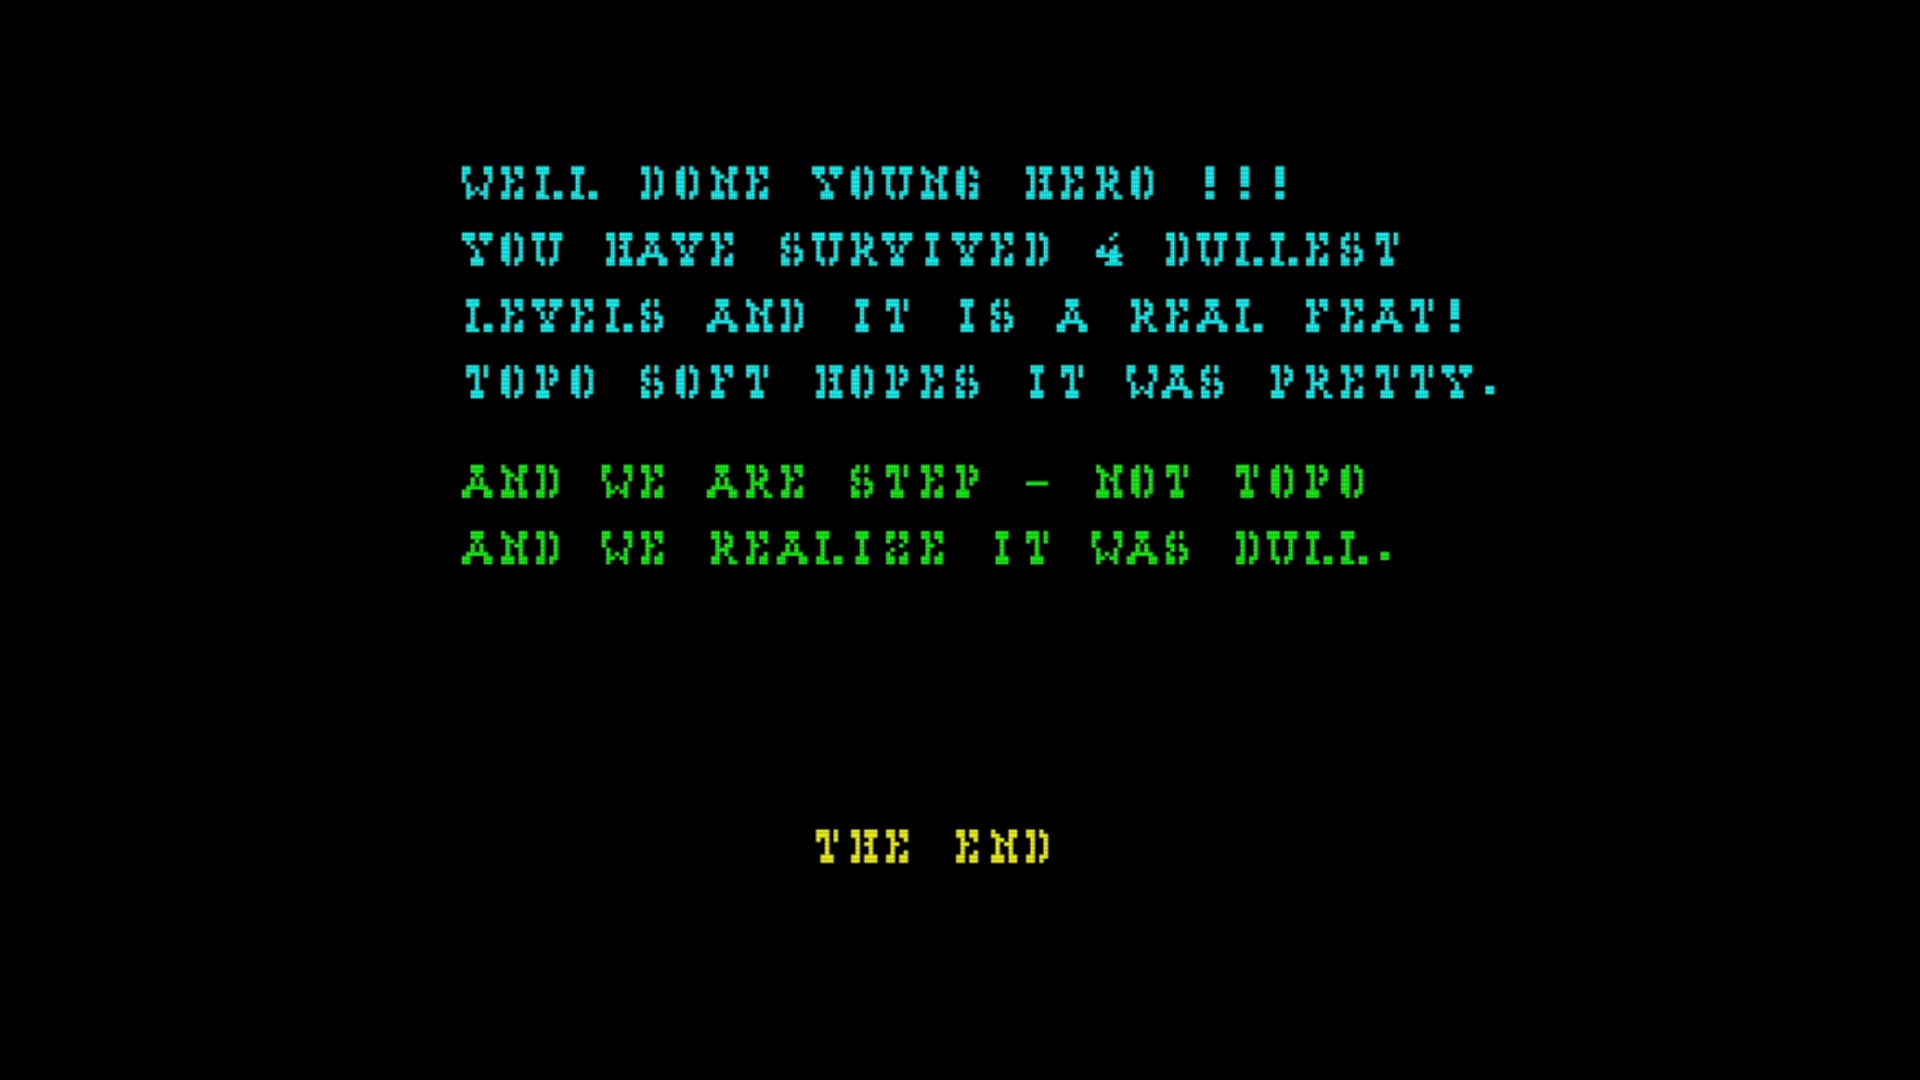 WELL DONE YOUNG HERO !!!
YOU HAVE SURVIVED 4 DULLEST
LEVELS AND IT IS A REAL FEAT!
TOPO SOFT HOPES IT WAS PRETTY.
AND WE ARE STEP - NOT TOPO
AND WE REALIZE IT WAS DULL.
THE END